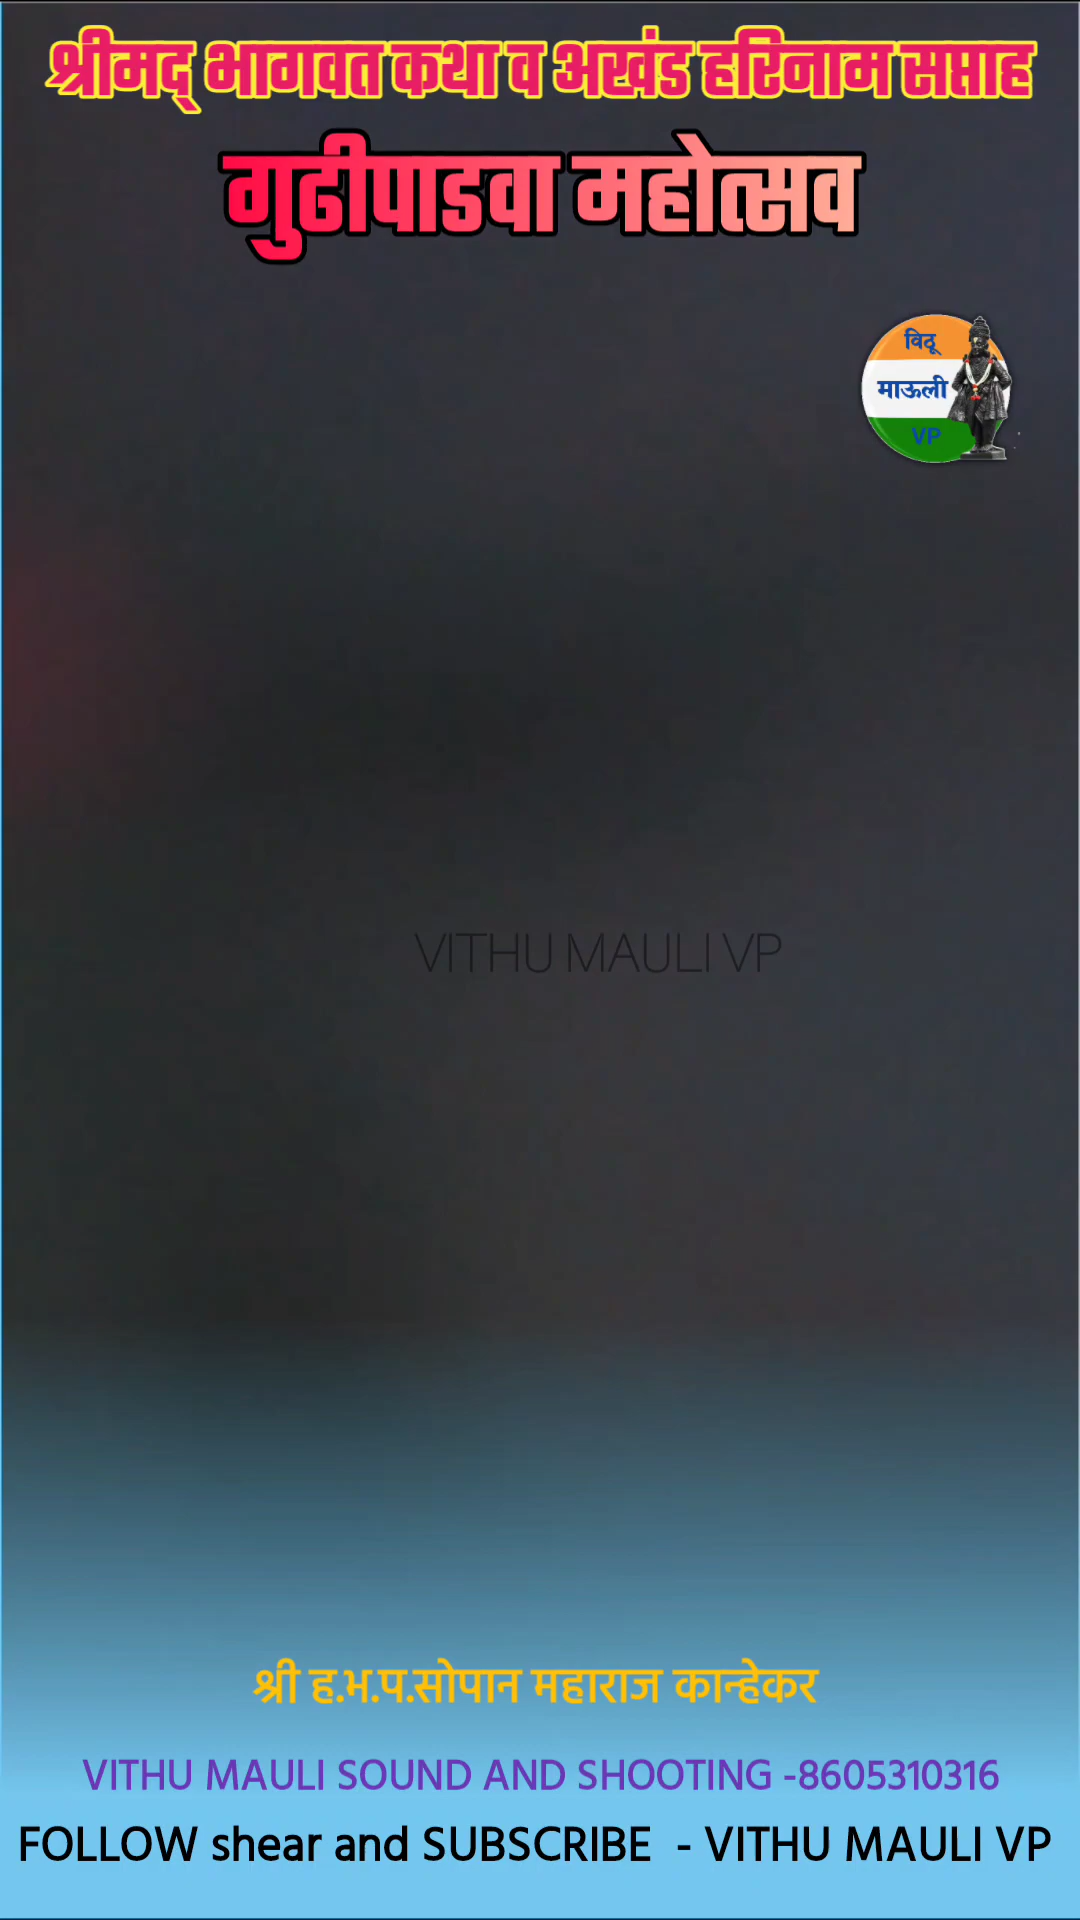 श्रीमद् भागवत कथा व अखंड हरिनाम सप्ताह
गुढीपाडवा महोत्सव
विठू
माऊली
VP
VITHU MAULI VP
श्री ह.भ.प.सोपान महाराज कान्हेकर
VITHU MAULI SOUND AND SHOOTING -8605310316
FOLLOW shear and SUBSCRIBE - VITHU MAULI VP